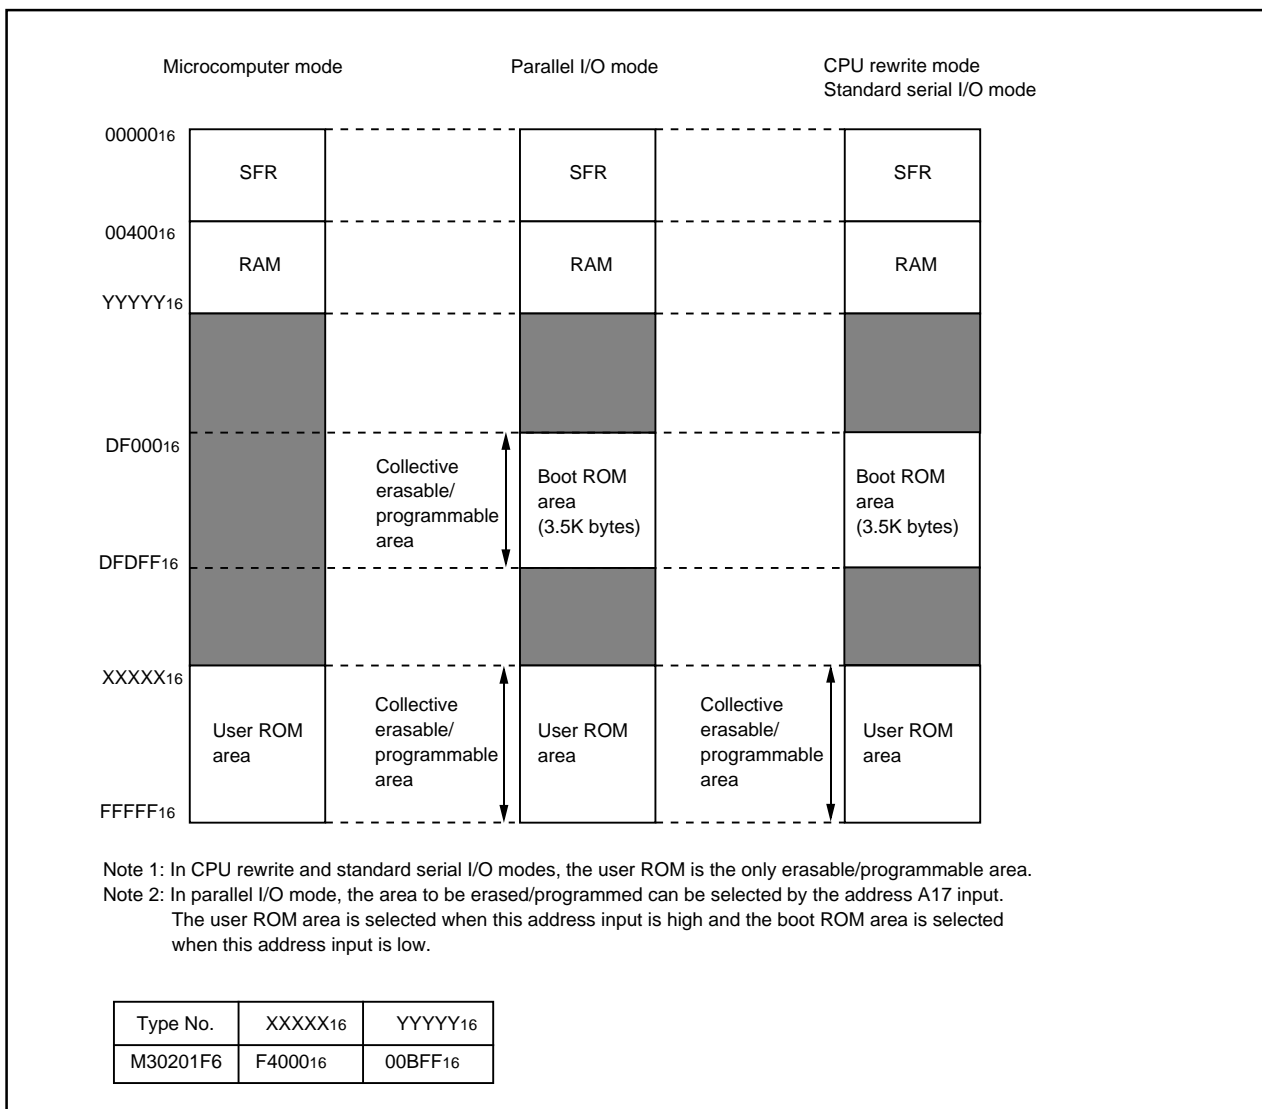 Microcomputer mode
Parallel I/O mode
CPU rewrite mode
Standard serial I/O mode
0000016
SFR
SFR
SFR
0040016
RAM
RAM
RAM
YYYYY16
DF00016
Collective
erasable/
programmable
area
Boot ROM
area
(3.5K bytes)
Boot ROM
area
(3.5K bytes)
DFDFF16
XXXXX16
User ROM
area
Collective
erasable/
programmable
area
User ROM
area
Collective
erasable/
programmable
area
User ROM
area
FFFFF16
Note 1: In CPU rewrite and standard serial I/O modes, the user ROM is the only erasable/programmable area.
Note 2: In parallel I/O mode, the area to be erased/programmed can be selected by the address A17 input.
The user ROM area is selected when this address input is high and the boot ROM area is selected
when this address input is low.
Type No. XXXXX16 YYYYY16
M30201F6 F400016 00BFF16